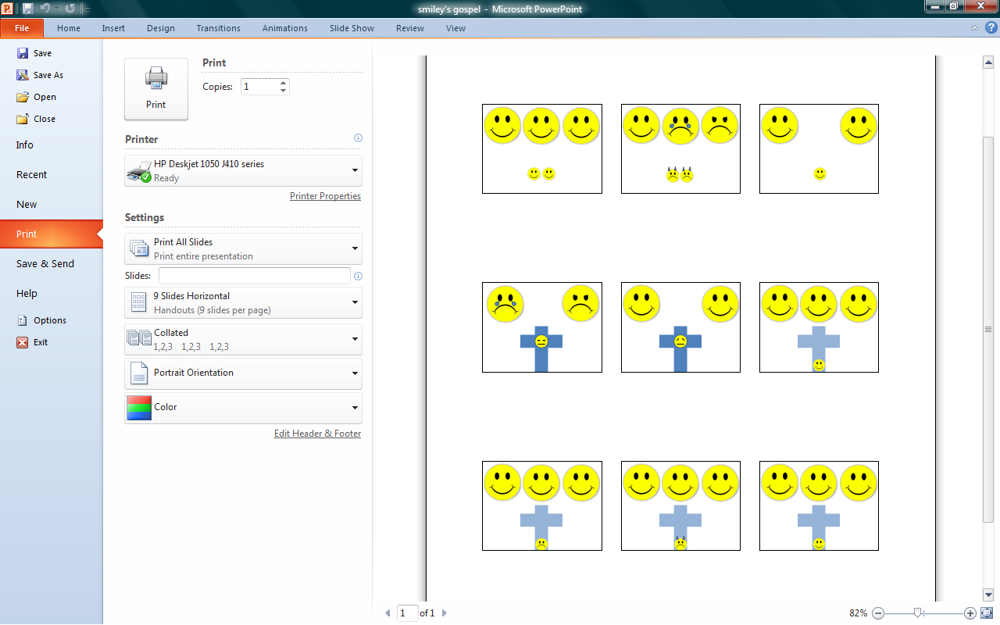 smiley's gospel - Microsoft PowerPoint
File Home Insert Design Transitions Animations Slide Show Review View
Save
Save As
Open
Close
Info
Recent
New
Print
Save & Send
Help
Options
Exit
Print
Print
Copies: 1
Printer
HP Deskjet 1050 J410 series
Ready
Printer Properties
Settings
Print All Slides
Print entire presentation
Slides:
9 Slides Horizontal
Handouts (9 slides per page)
Collated
1,2,3 1,2,3 1,2,3
Portrait Orientation
Color
Edit Header & Footer
1 of 1
82%